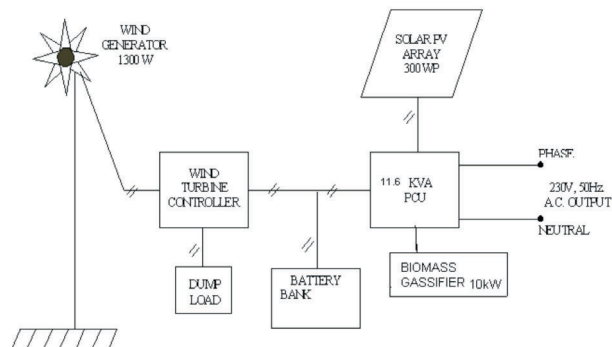 WIND
GENERATOR
1300 W
SOLAR PV
ARRAY
300 WP
WIND
TURBINE
CONTROLLER
11.6 KVA
PCU
PHASE
230V, 50Hz
A.C. OUTPUT
NEUTRAL
DUMP
LOAD
BATTERY
BANK
BIOMASS
GASSIFIER 10kW